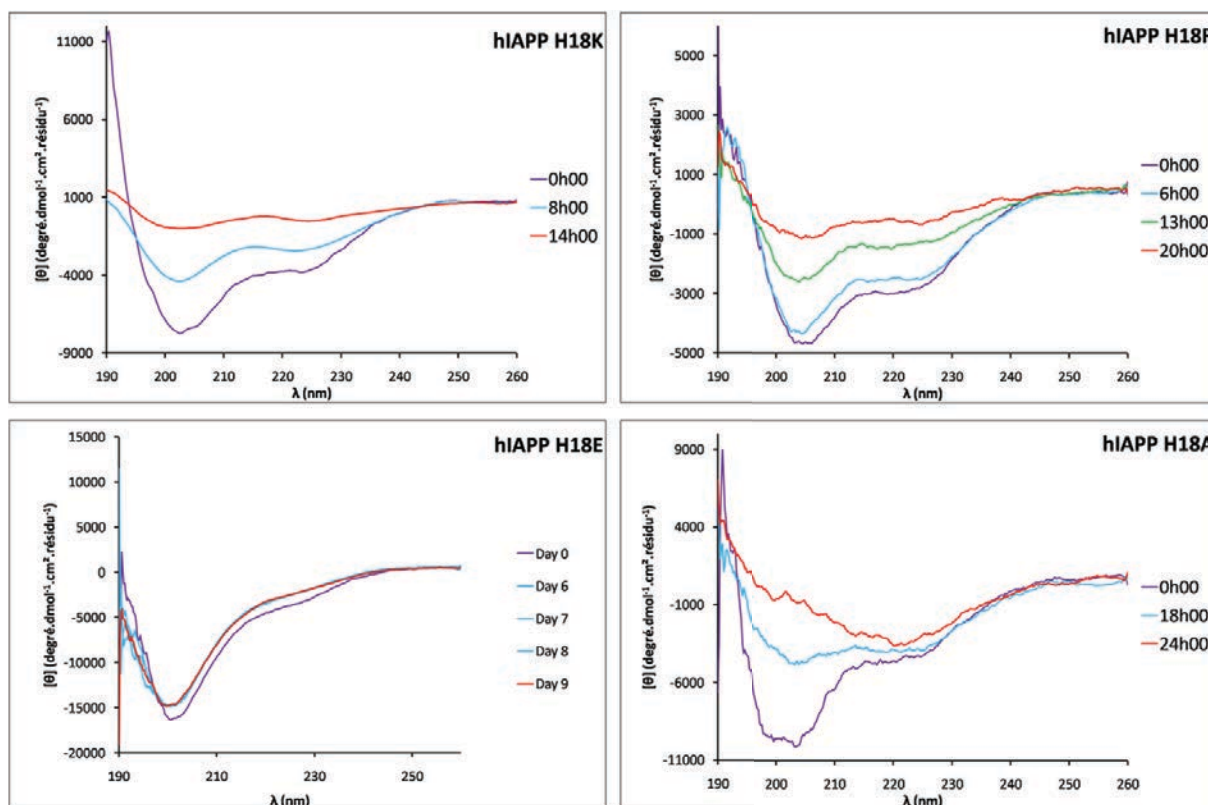 hIAPP H18K
[θ] (degré.dmol⁻¹.cm².résidu⁻¹)
11000
6000
1000
-4000
-9000
0h00
8h00
14h00
190 200 210 220 230 240 250 260
λ (nm)
hIAPP
[θ] (degré.dmol⁻¹.cm².résidu⁻¹)
5000
3000
1000
-1000
-3000
-5000
0h00
6h00
13h00
20h00
190 200 210 220 230 240 250 260
λ (nm)
hIAPP H18E
[θ] (degré.dmol⁻¹.cm².résidu⁻¹)
15000
10000
5000
0
-5000
-10000
-15000
-20000
Day 0
Day 6
Day 7
Day 8
Day 9
190 210 230 250
λ (nm)
hIAPP H18A
[θ] (degré.dmol⁻¹.cm².résidu⁻¹)
9000
4000
-1000
-6000
-11000
0h00
18h00
24h00
190 200 210 220 230 240 250 260
λ (nm)